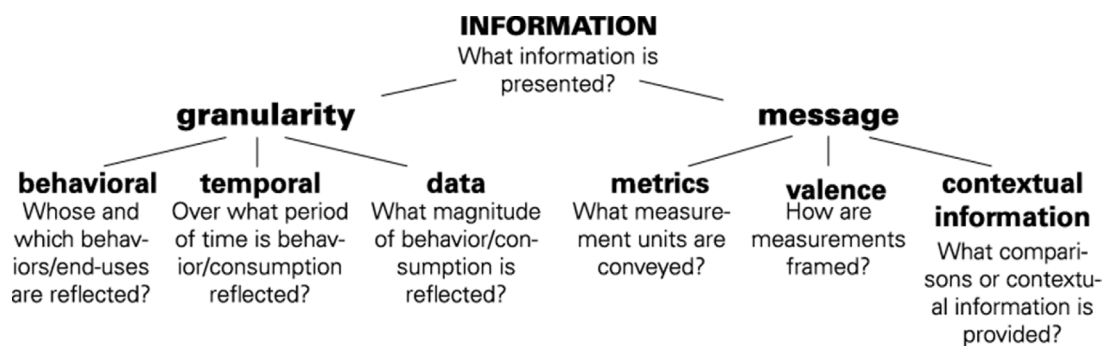 INFORMATION
What information is
presented?
granularity
message
behavioral
Whose and
which behav-
iors/end-uses
are reflected?
temporal
Over what period
of time is behav-
ior/consumption
reflected?
data
What magnitude
of behavior/con-
sumption is
reflected?
metrics
What measure-
ment units are
conveyed?
valence
How are
measurements
framed?
contextual
information
What compari-
sons or contextu-
al information is
provided?